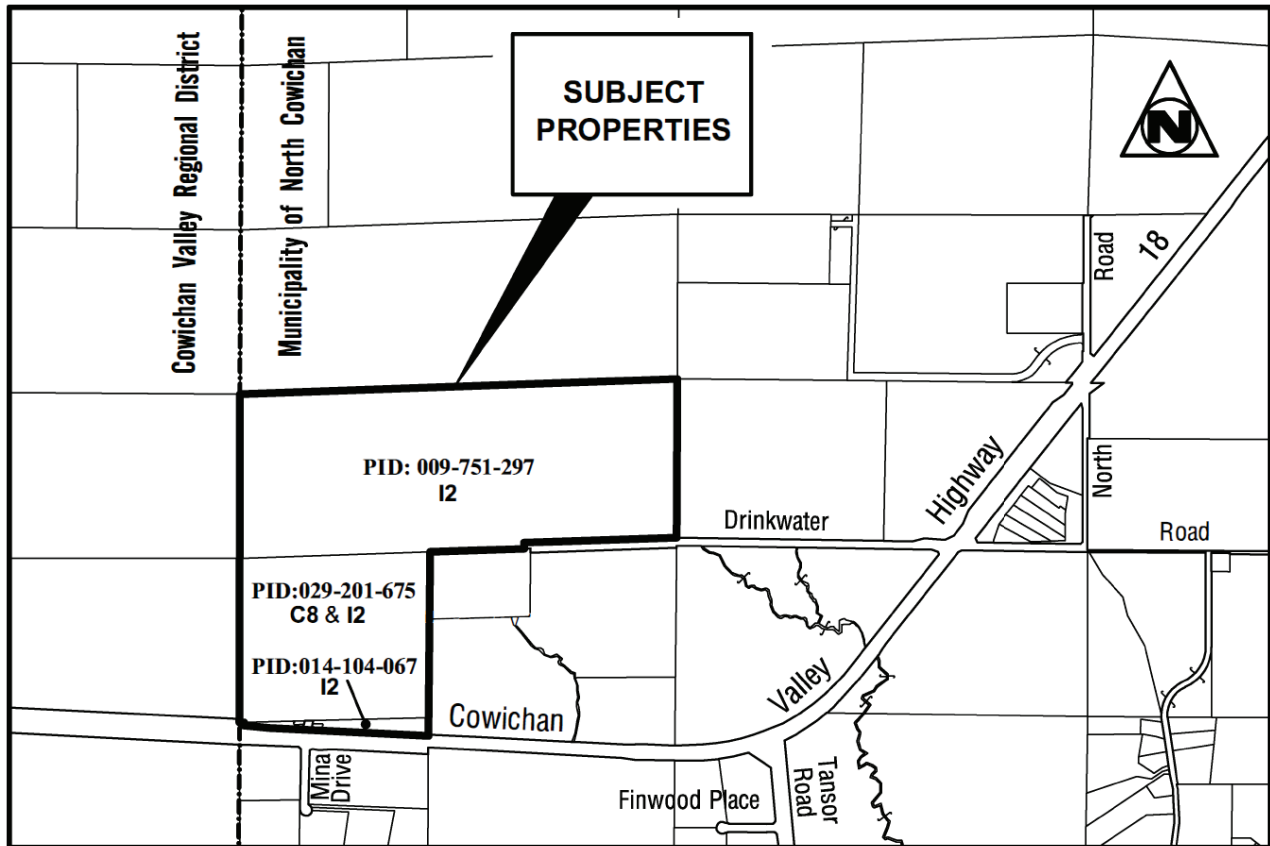 Cowichan Valley Regional District
Municipality of North Cowichan
SUBJECT
PROPERTIES
N
Road
18
PID: 009-751-297
I2
Highway
North
Drinkwater
Road
PID:029-201-675
C8 & I2
PID:014-104-067
I2
Cowichan
Valley
Mina
Drive
Finwood Place
Tansor
Road